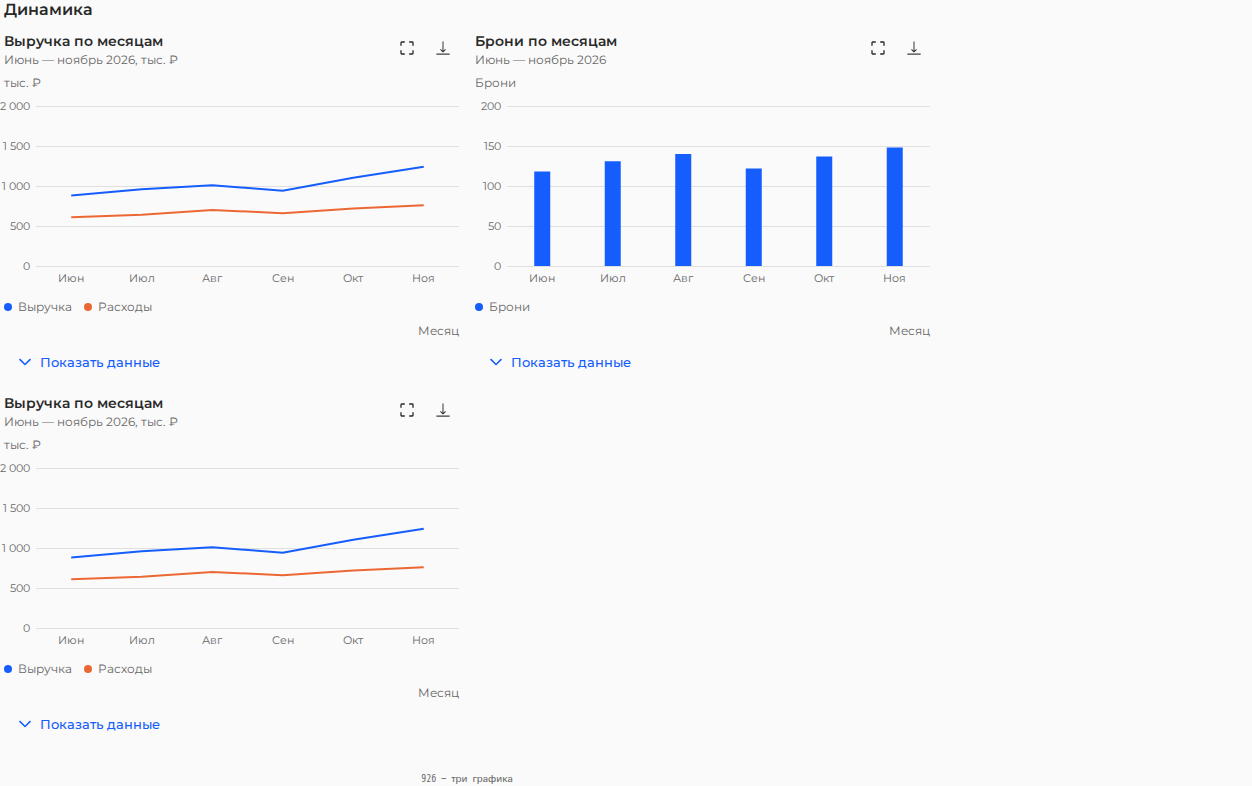 Динамика
Выручка по месяцам
Июнь — ноябрь 2026, тыс. ₽
тыс. ₽
2 000
1 500
1 000
500
0
Июн Июл Авг Сен Окт Ноя
Выручка Расходы
Месяц
Показать данные
Брони по месяцам
Июнь — ноябрь 2026
Брони
200
150
100
50
0
Июн Июл Авг Сен Окт Ноя
Брони
Месяц
Показать данные
Выручка по месяцам
Июнь — ноябрь 2026, тыс. ₽
тыс. ₽
2 000
1 500
1 000
500
0
Июн Июл Авг Сен Окт Ноя
Выручка Расходы
Месяц
Показать данные
926 — три графика